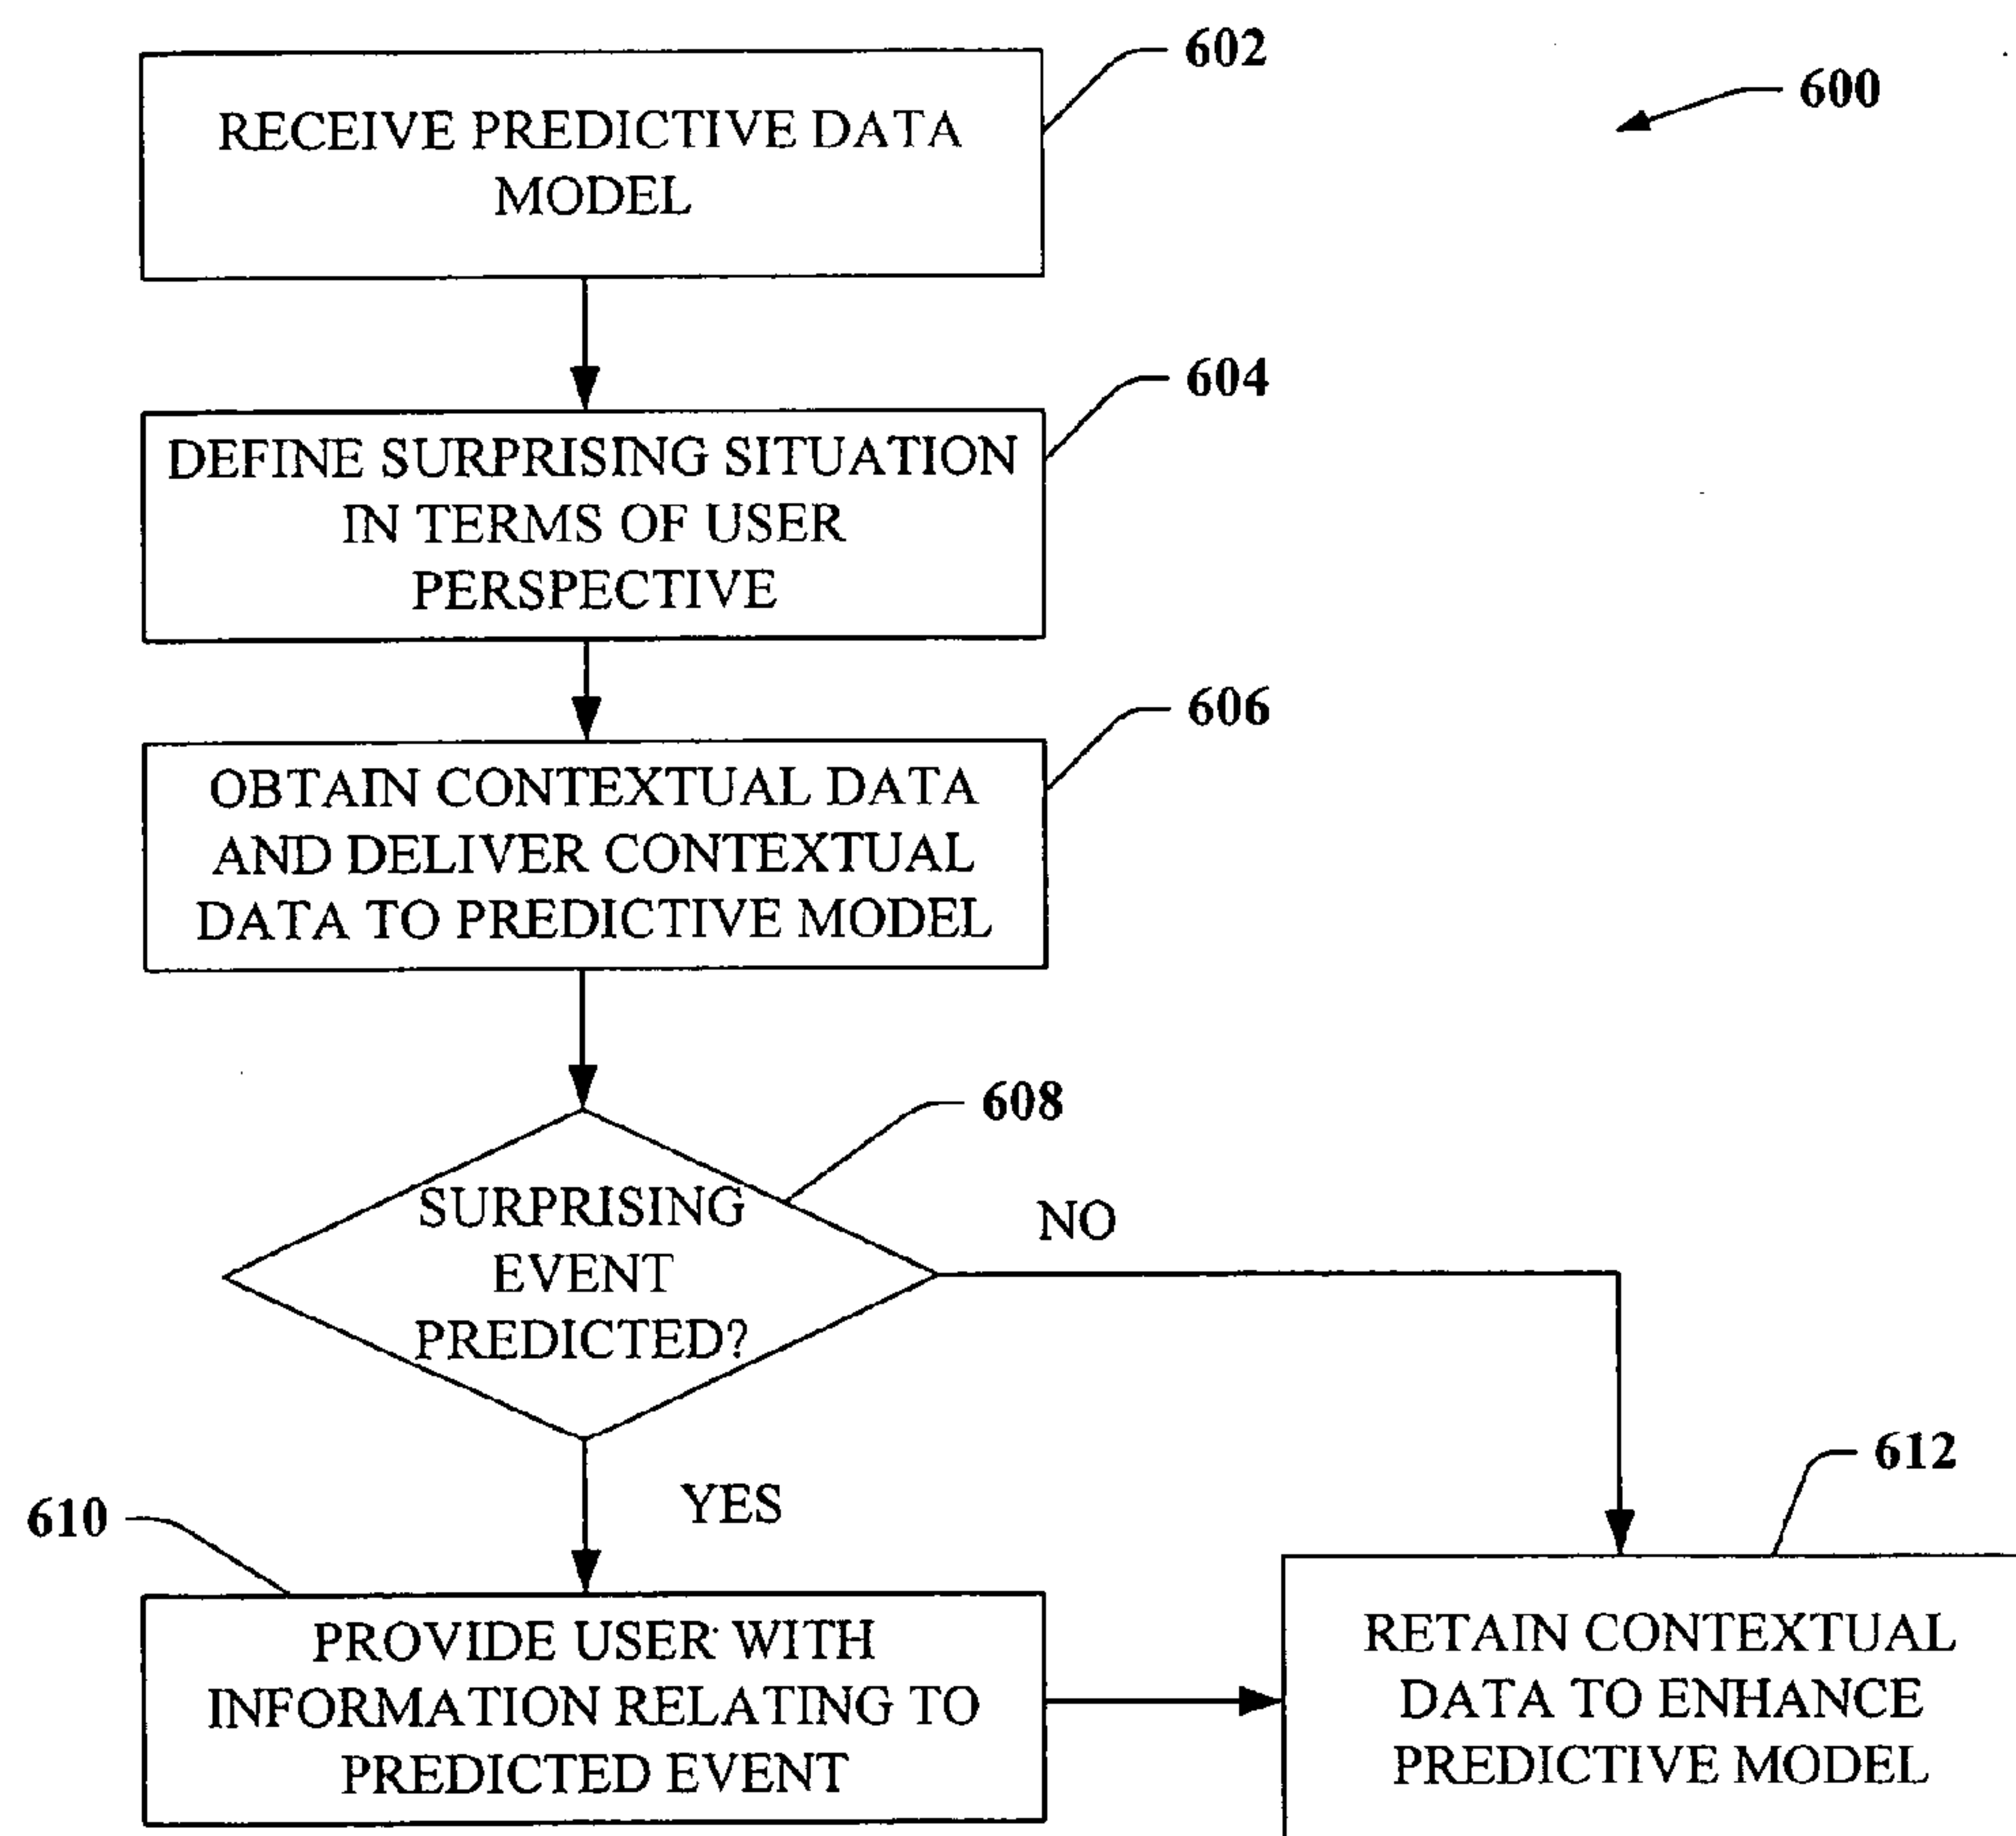 602
600
RECEIVE PREDICTIVE DATA
MODEL
604
DEFINE SURPRISING SITUATION
IN TERMS OF USER
PERSPECTIVE
606
OBTAIN CONTEXTUAL DATA
AND DELIVER CONTEXTUAL
DATA TO PREDICTIVE MODEL
608
SURPRISING
EVENT
PREDICTED?
NO
YES
610
PROVIDE USER WITH
INFORMATION RELATING TO
PREDICTED EVENT
612
RETAIN CONTEXTUAL
DATA TO ENHANCE
PREDICTIVE MODEL